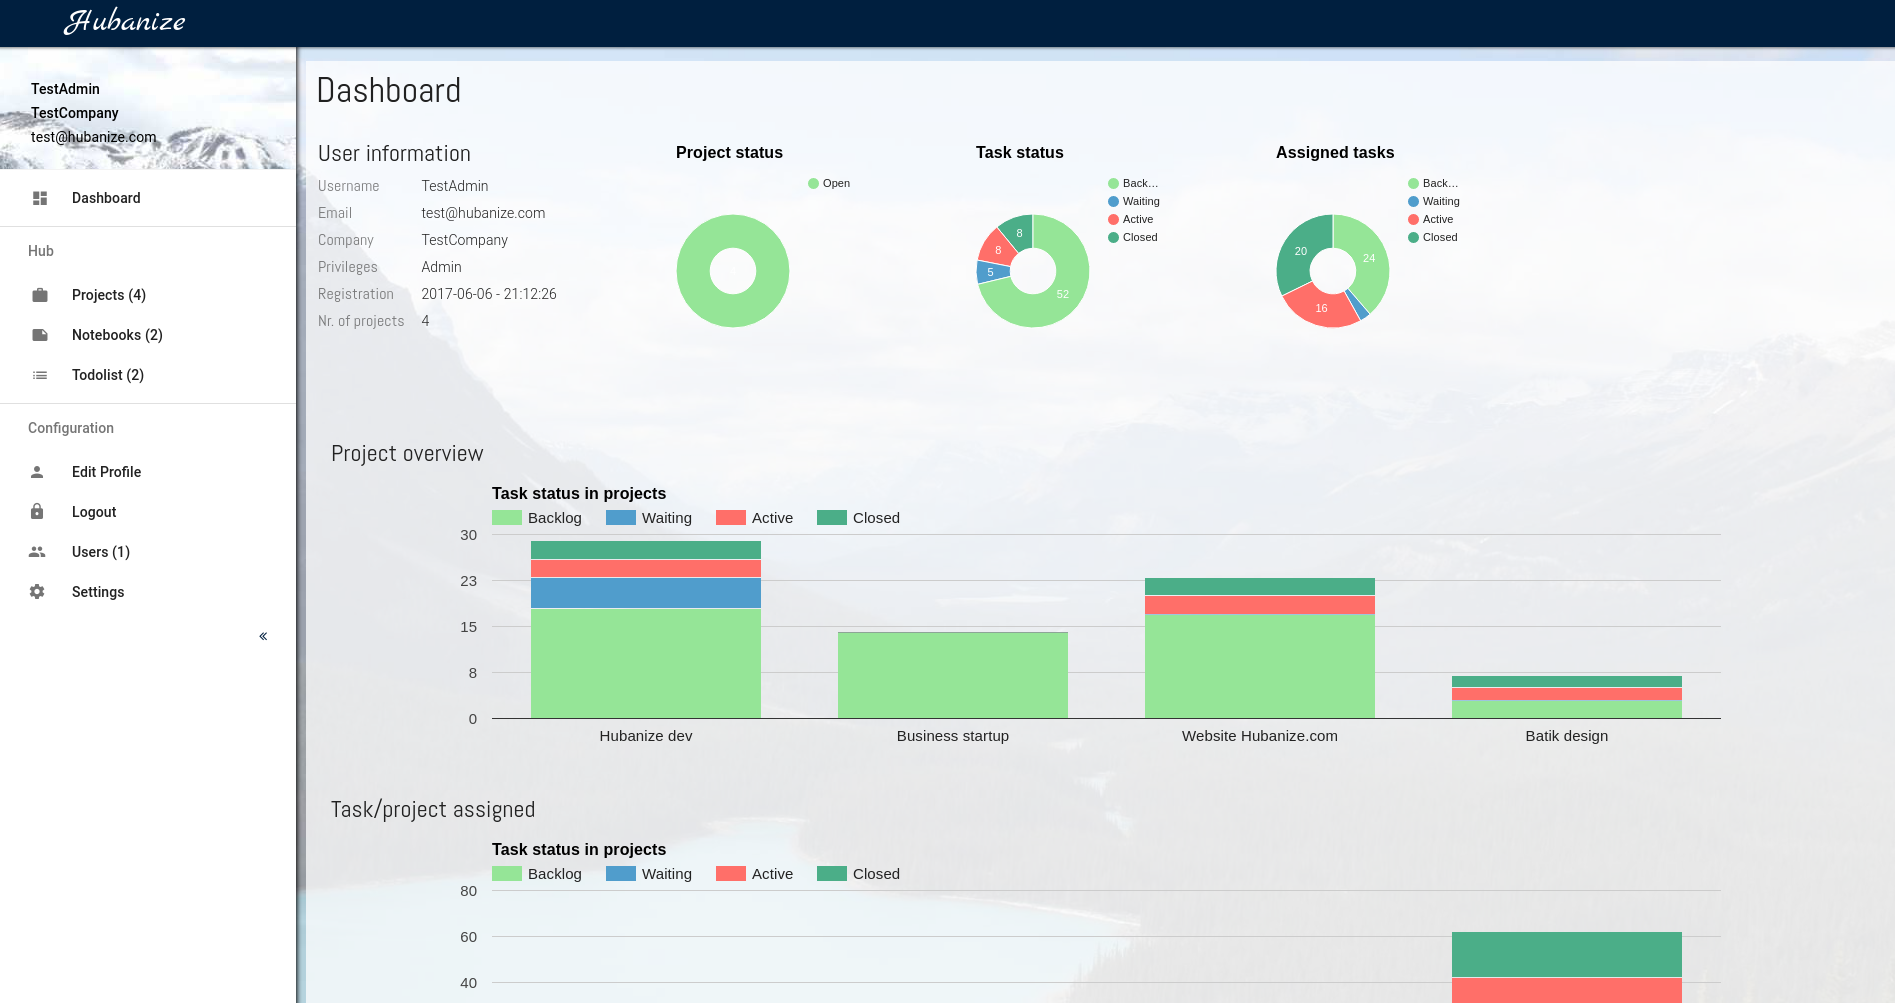 Hubanize
TestAdmin
TestCompany
test@hubanize.com
Dashboard
Hub
Projects (4)
Notebooks (2)
Todolist (2)
Configuration
Edit Profile
Logout
Users (1)
Settings
«
Dashboard
User information
Username TestAdmin
Email test@hubanize.com
Company TestCompany
Privileges Admin
Registration 2017-06-06 - 21:12:26
Nr. of projects 4
Project status
Open
Task status
Back...
Waiting
Active
Closed
8
8
5
52
Assigned tasks
Back...
Waiting
Active
Closed
20
24
16
Project overview
Task status in projects
Backlog Waiting Active Closed
30
23
15
8
0
Hubanize dev Business startup Website Hubanize.com Batik design
Task/project assigned
Task status in projects
Backlog Waiting Active Closed
80
60
40